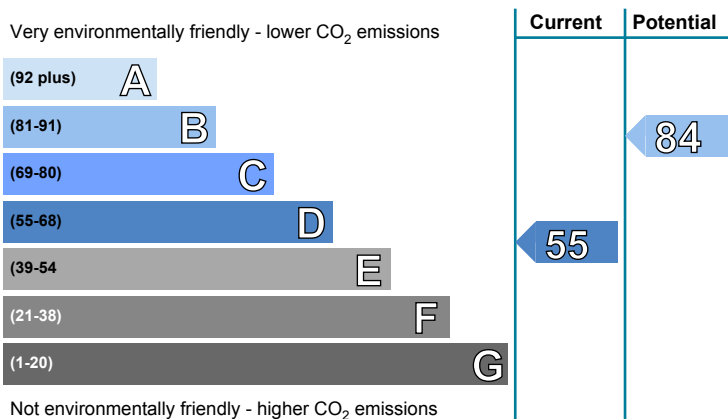 Current Potential
Very environmentally friendly - lower CO2 emissions
(92 plus) A
(81-91) B
84
(69-80) C
(55-68) D
55
(39-54 E
(21-38) F
(1-20) G
Not environmentally friendly - higher CO2 emissions